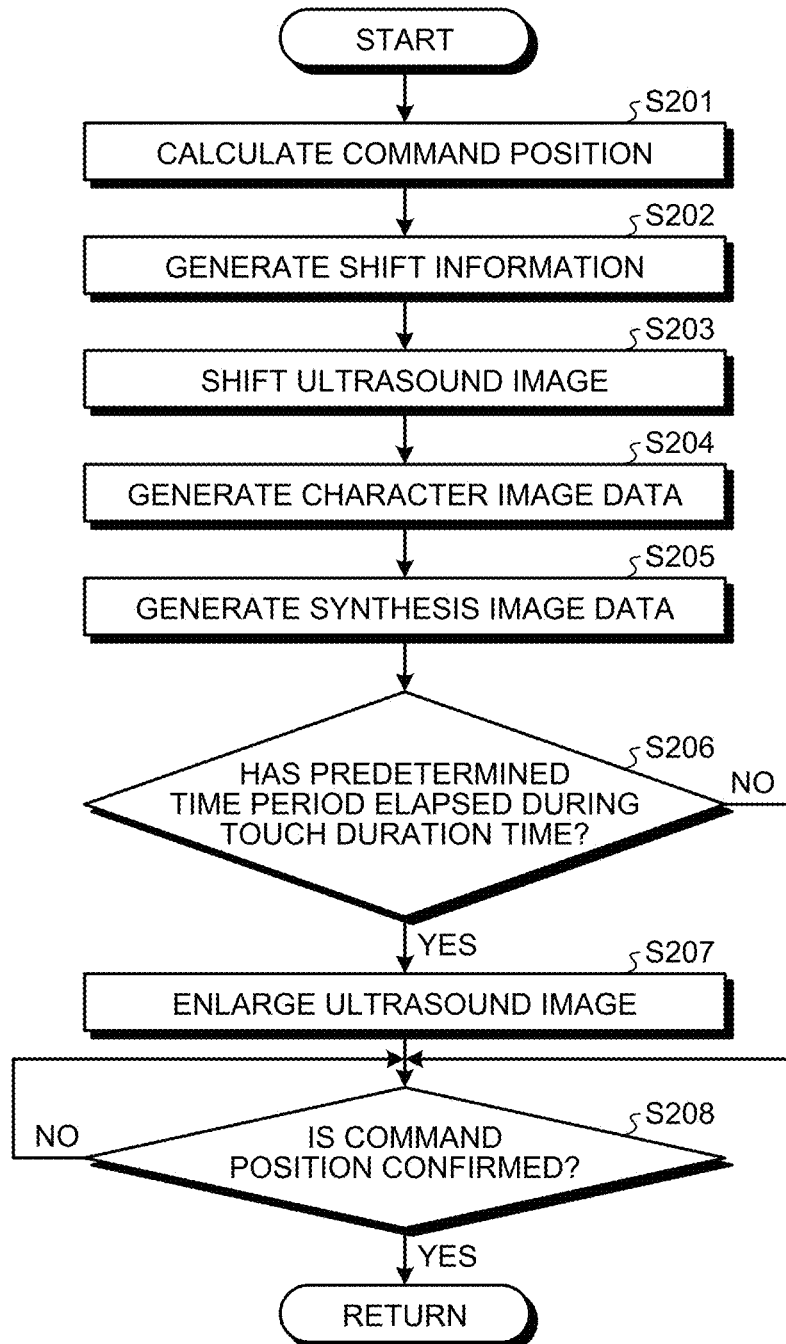 START
S201
CALCULATE COMMAND POSITION
S202
GENERATE SHIFT INFORMATION
S203
SHIFT ULTRASOUND IMAGE
S204
GENERATE CHARACTER IMAGE DATA
S205
GENERATE SYNTHESIS IMAGE DATA
S206
HAS PREDETERMINED
TIME PERIOD ELAPSED DURING
TOUCH DURATION TIME?
NO
YES
S207
ENLARGE ULTRASOUND IMAGE
S208
NO
IS COMMAND
POSITION CONFIRMED?
YES
RETURN